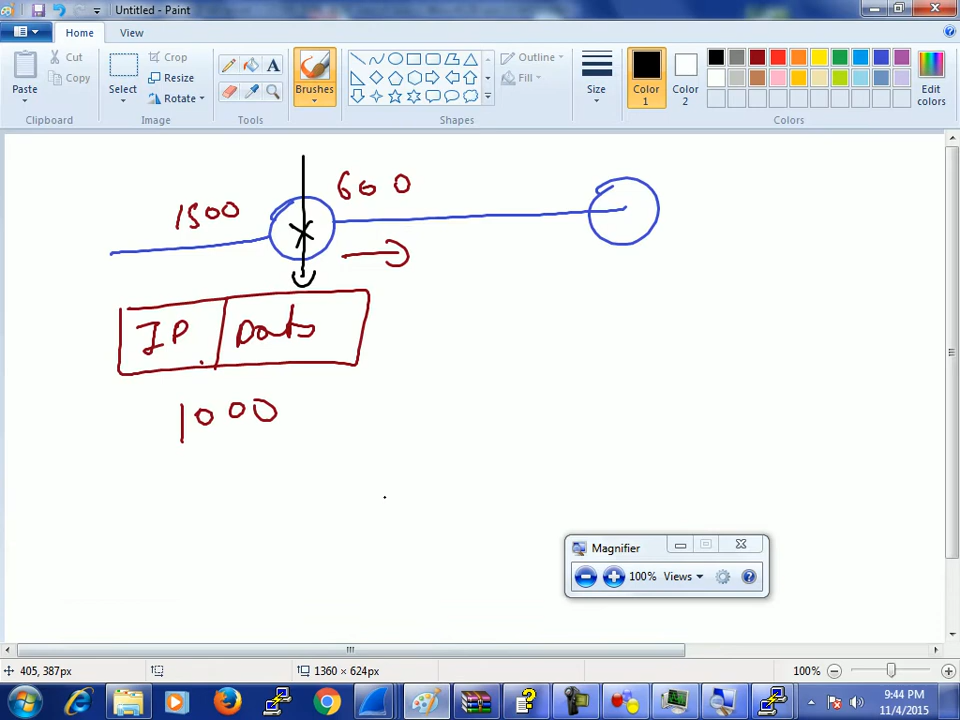 Untitled - Paint
Home View
Paste
Cut
Copy
Clipboard
Select
Crop
Resize
Rotate
Image
A
Tools
Brushes
Outline
Fill
Shapes
Size
Color 1
Color 2
Edit colors
Colors
1500
600
IP Data
1000
Magnifier
100% Views
405, 387px
1360 × 624px
100%
9:44 PM
11/4/2015